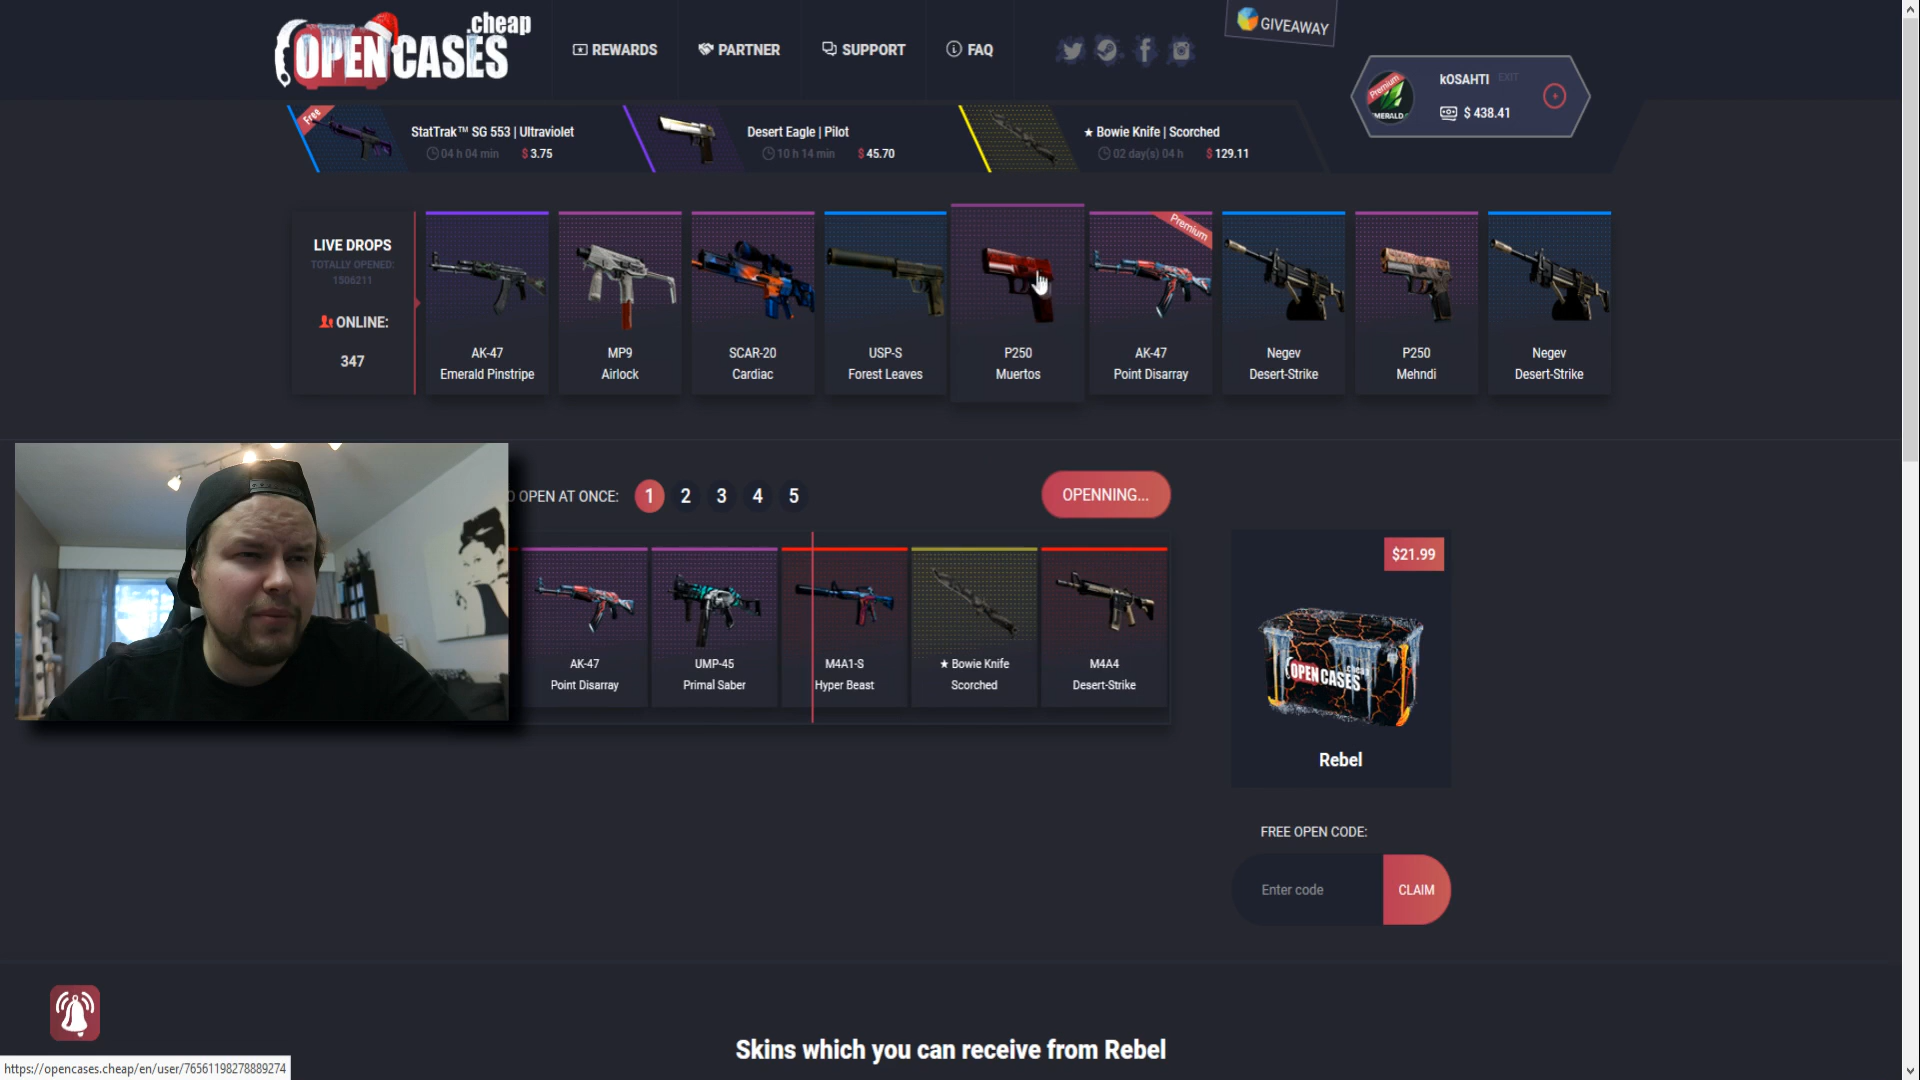 .cheap
OPEN CASES
REWARDS
PARTNER
SUPPORT
FAQ
GIVEAWAY
Premium
EMERALD
kOSAHTI
EXIT
$ 438.41
Free
StatTrak™ SG 553 | Ultraviolet
04 h 04 min
$ 3.75
Desert Eagle | Pilot
10 h 14 min
$ 45.70
★ Bowie Knife | Scorched
02 day(s) 04 h
$ 129.11
LIVE DROPS
TOTALLY OPENED:
1506211
ONLINE:
347
AK-47
Emerald Pinstripe
MP9
Airlock
SCAR-20
Cardiac
USP-S
Forest Leaves
P250
Muertos
Premium
AK-47
Point Disarray
Negev
Desert-Strike
P250
Mehndi
Negev
Desert-Strike
OPEN AT ONCE:
1
2
3
4
5
OPENNING...
AK-47
Point Disarray
UMP-45
Primal Saber
M4A1-S
Hyper Beast
★ Bowie Knife
Scorched
M4A4
Desert-Strike
$21.99
OPEN CASES
.cheap
Rebel
FREE OPEN CODE:
Enter code
CLAIM
Skins which you can receive from Rebel
https://opencases.cheap/en/user/76561198278889274